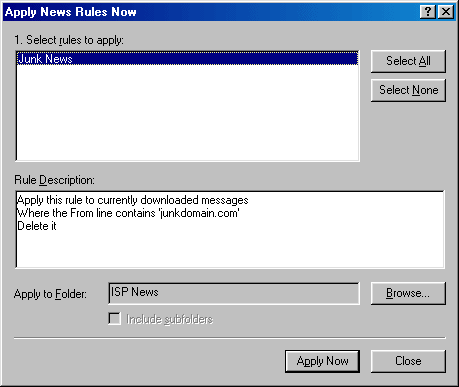 Apply News Rules Now
1. Select rules to apply:
Junk News
Select All
Select None
Rule Description:
Apply this rule to currently downloaded messages
Where the From line contains 'junkdomain.com'
Delete it
Apply to Folder:
ISP News
Browse...
Include subfolders
Apply Now
Close